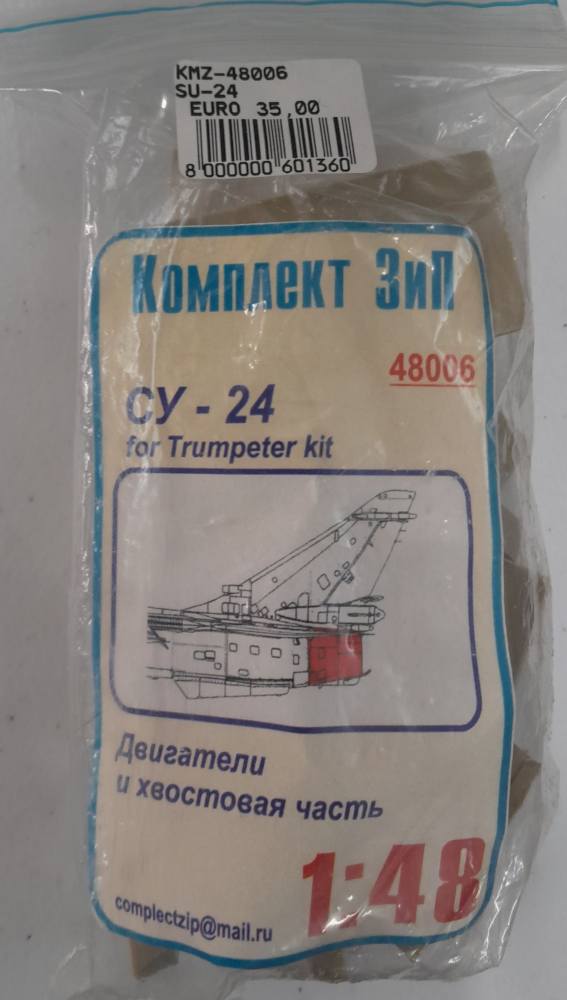 KMZ-48006
SU-24
EURO 35,00
8 000000 601360
Комплект ЗиП
48006
СУ - 24
for Trumpeter kit
Двигатели
и хвостовая часть
1:48
complectzip@mail.ru